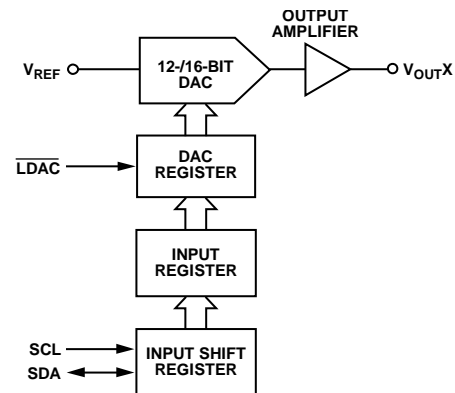 OUTPUT
AMPLIFIER
VREF
12-/16-BIT
DAC
VOUTX
LDAC
DAC
REGISTER
INPUT
REGISTER
SCL
SDA
INPUT SHIFT
REGISTER